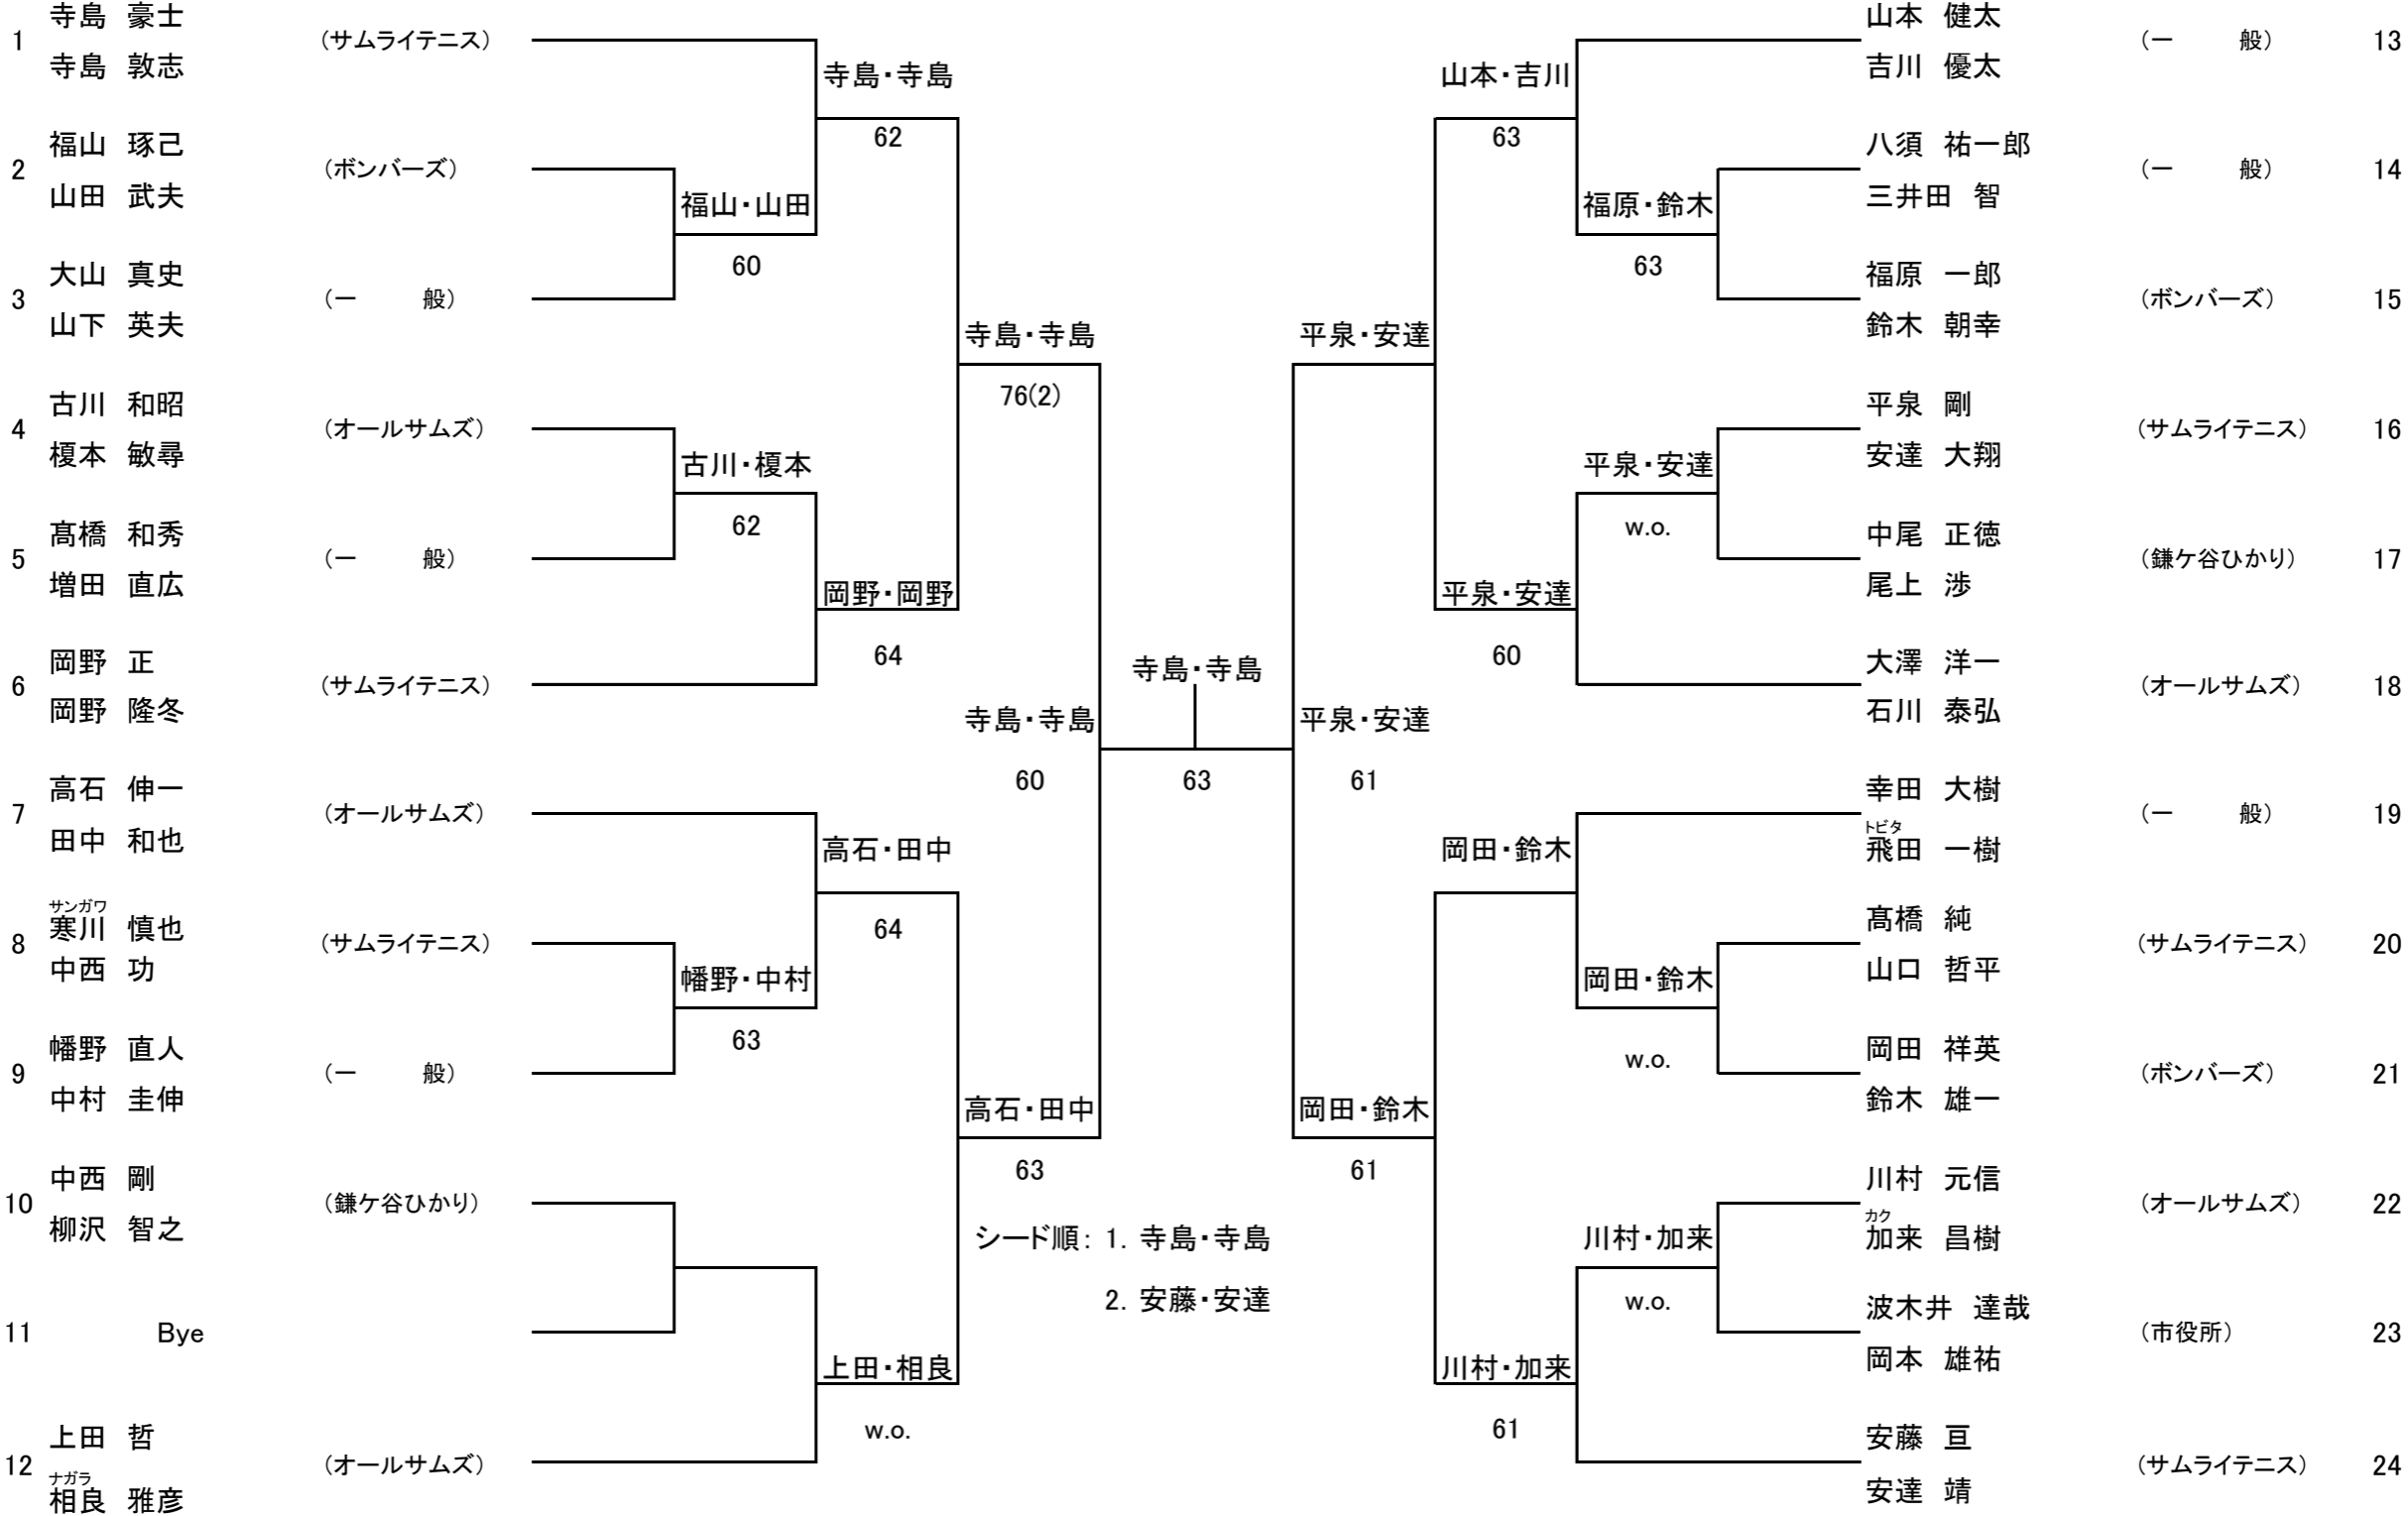 1 寺島 豪士 (サムライテニス)
寺島 敦志
2 福山 琢己 (ボンバーズ)
山田 武夫
3 大山 真史 (一 般)
山下 英夫
4 古川 和昭 (オールサムズ)
榎本 敏尋
5 髙橋 和秀 (一 般)
増田 直広
6 岡野 正 (サムライテニス)
岡野 隆冬
7 高石 伸一 (オールサムズ)
田中 和也
サンガワ
8 寒川 慎也 (サムライテニス)
中西 功
9 幡野 直人 (一 般)
中村 圭伸
10 中西 剛 (鎌ケ谷ひかり)
柳沢 智之
11 Bye
12 上田 哲 (オールサムズ)
ナガラ
相良 雅彦
福山・山田
60
古川・榎本
62
幡野・中村
63
寺島・寺島
62
岡野・岡野
64
高石・田中
64
上田・相良
w.o.
寺島・寺島
76(2)
高石・田中
63
寺島・寺島
60
寺島・寺島
63
平泉・安達
61
平泉・安達
岡田・鈴木
61
シード順: 1. 寺島・寺島
2. 安藤・安達
山本・吉川
63
平泉・安達
60
岡田・鈴木
川村・加来
61
福原・鈴木
63
平泉・安達
w.o.
岡田・鈴木
w.o.
川村・加来
w.o.
山本 健太 (一 般) 13
吉川 優太
八須 祐一郎 (一 般) 14
三井田 智
福原 一郎 (ボンバーズ) 15
鈴木 朝幸
平泉 剛 (サムライテニス) 16
安達 大翔
中尾 正徳 (鎌ケ谷ひかり) 17
尾上 渉
大澤 洋一 (オールサムズ) 18
石川 泰弘
幸田 大樹 (一 般) 19
トビタ
飛田 一樹
髙橋 純 (サムライテニス) 20
山口 哲平
岡田 祥英 (ボンバーズ) 21
鈴木 雄一
川村 元信 (オールサムズ) 22
カク
加来 昌樹
波木井 達哉 (市役所) 23
岡本 雄祐
安藤 亘 (サムライテニス) 24
安達 靖